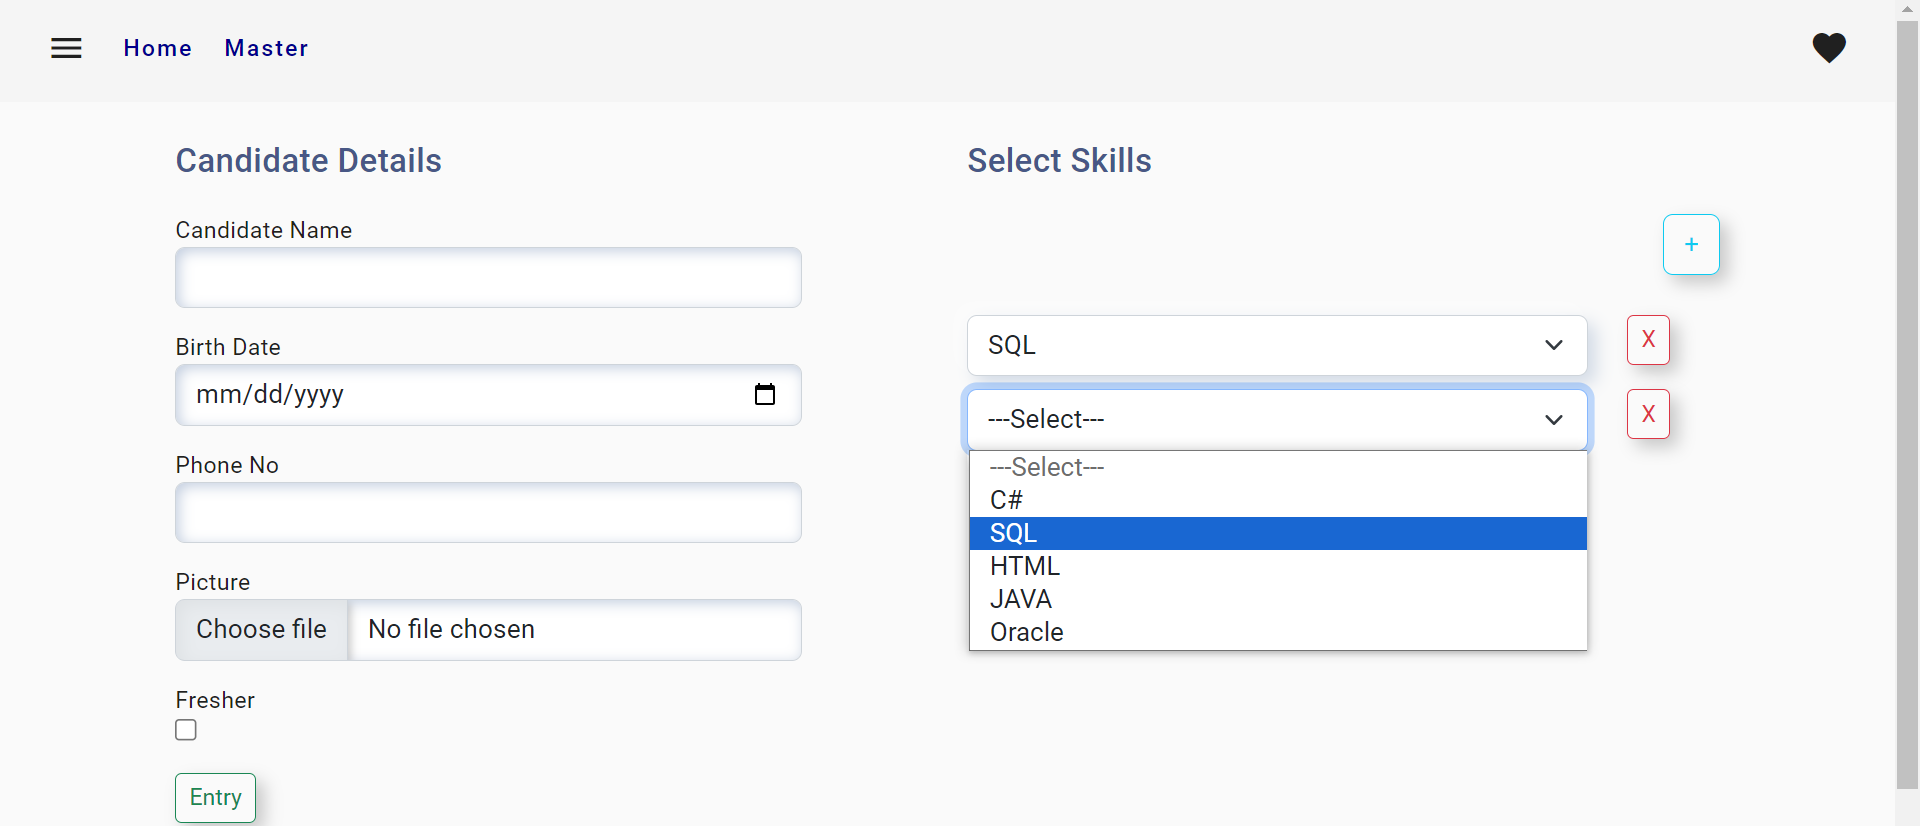 Home Master
Candidate Details
Candidate Name
Birth Date
mm/dd/yyyy
Phone No
Picture
Choose file No file chosen
Fresher
Entry
Select Skills
+
SQL
X
---Select---
X
---Select---
C#
SQL
HTML
JAVA
Oracle